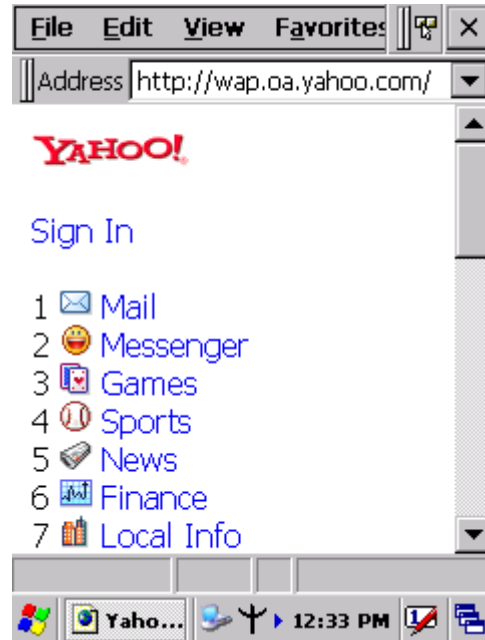 File Edit View Favorites
Address http://wap.oa.yahoo.com/
YAHOO!
Sign In
1 Mail
2 Messenger
3 Games
4 Sports
5 News
6 Finance
7 Local Info
Yaho... 12:33 PM